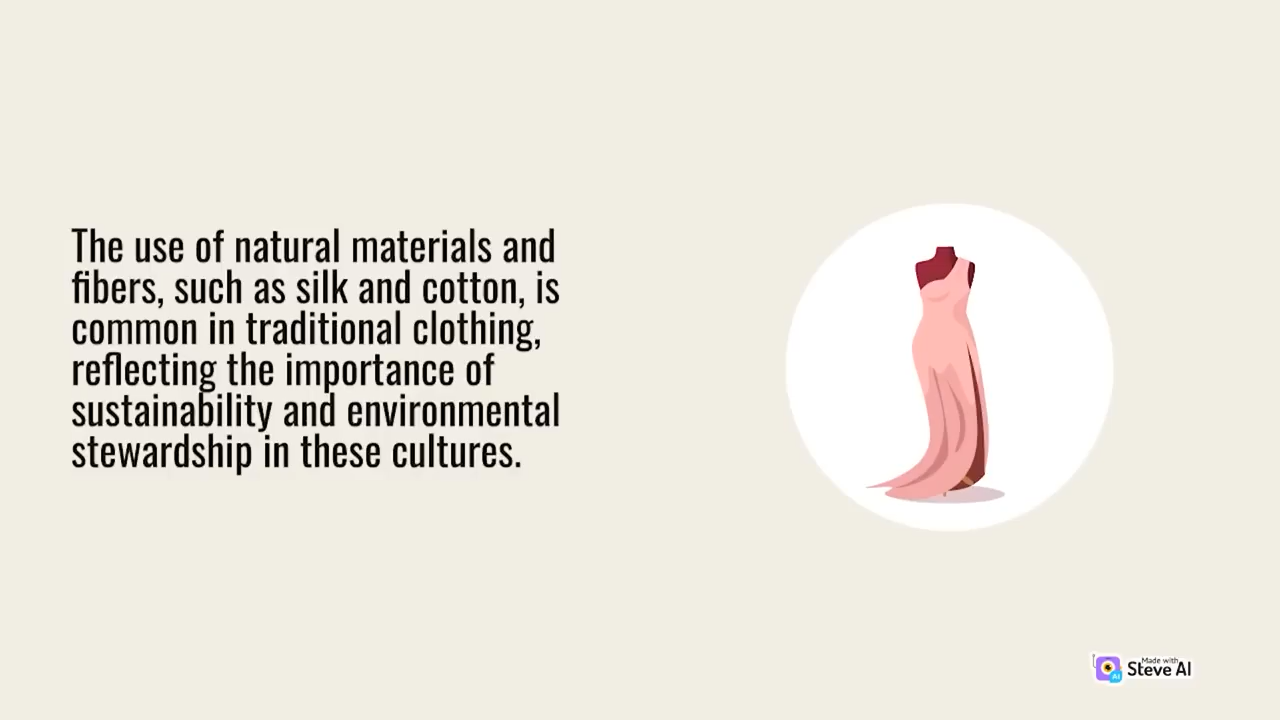 The use of natural materials and
fibers, such as silk and cotton, is
common in traditional clothing,
reflecting the importance of
sustainability and environmental
stewardship in these cultures.
Made with
Steve AI
AI